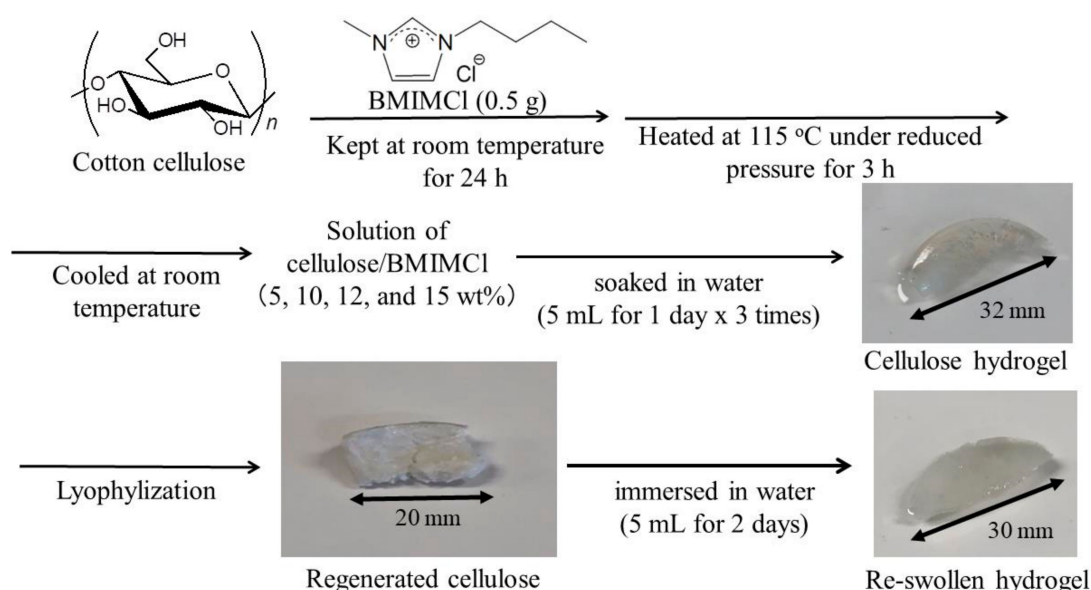 OH
O
O
HO
OH
n
Cotton cellulose
N
⊕
N
Cl⊖
BMIMCl (0.5 g)
Kept at room temperature
for 24 h
Heated at 115 ºC under reduced
pressure for 3 h
Cooled at room
temperature
Solution of
cellulose/BMIMCl
(5, 10, 12, and 15 wt%)
soaked in water
(5 mL for 1 day x 3 times)
32 mm
Cellulose hydrogel
Lyophylization
20 mm
Regenerated cellulose
immersed in water
(5 mL for 2 days)
30 mm
Re-swollen hydrogel